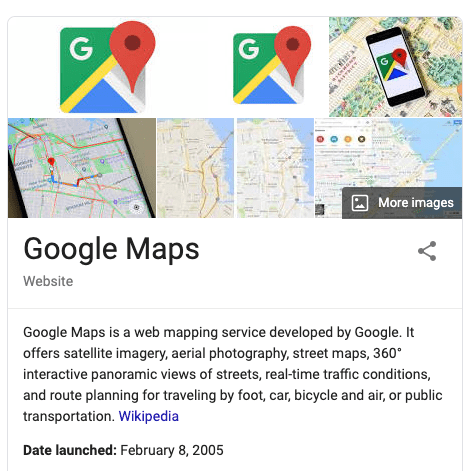 G
G
G
More images
Google Maps
Website
Google Maps is a web mapping service developed by Google. It
offers satellite imagery, aerial photography, street maps, 360°
interactive panoramic views of streets, real-time traffic conditions,
and route planning for traveling by foot, car, bicycle and air, or public
transportation. Wikipedia
Date launched: February 8, 2005